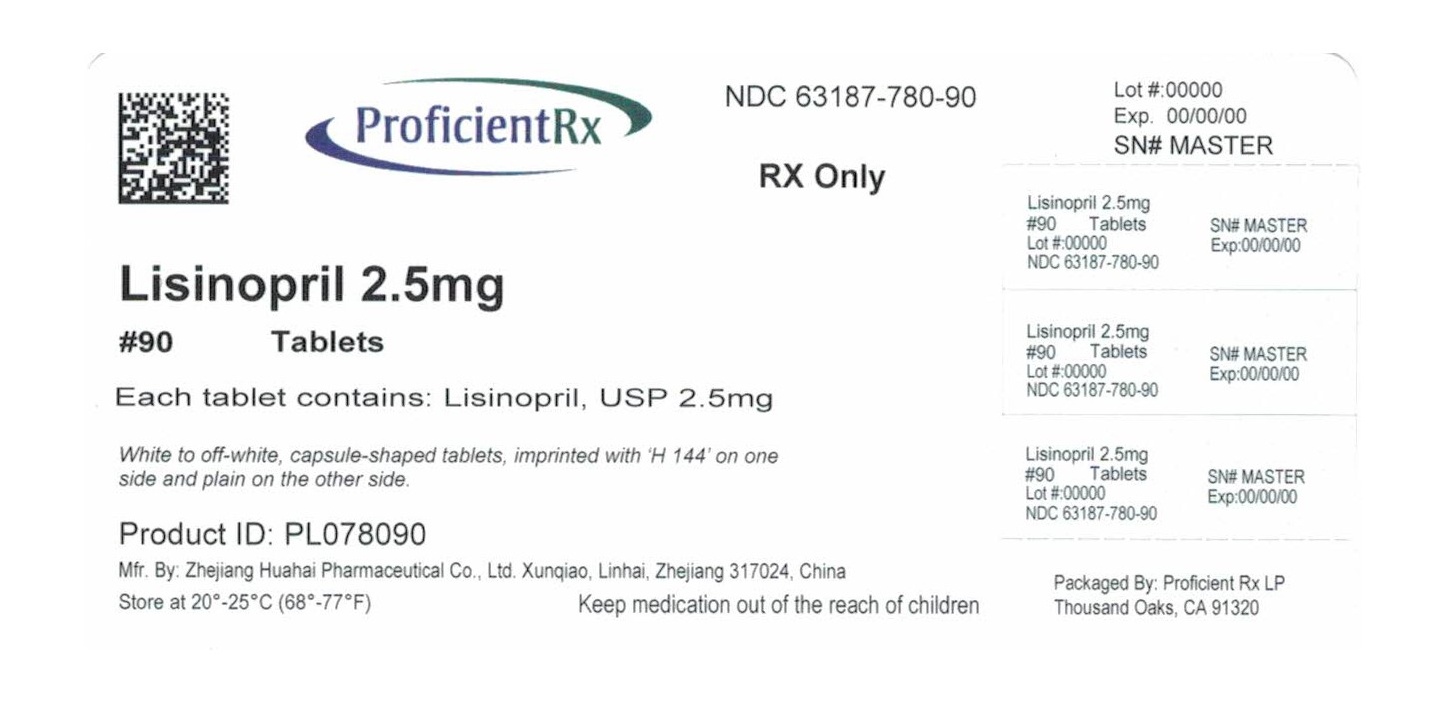 ProficientRx
NDC 63187-780-90
RX Only
Lot #:00000
Exp. 00/00/00
SN# MASTER
Lisinopril 2.5mg
#90 Tablets
Each tablet contains: Lisinopril, USP 2.5mg
White to off-white, capsule-shaped tablets, imprinted with ‘H 144’ on one
side and plain on the other side.
Product ID: PL078090
Mfr. By: Zhejiang Huahai Pharmaceutical Co., Ltd. Xunqiao, Linhai, Zhejiang 317024, China
Store at 20°-25°C (68°-77°F) Keep medication out of the reach of children
Lisinopril 2.5mg
#90 Tablets SN# MASTER
Lot #:00000 Exp:00/00/00
NDC 63187-780-90
Lisinopril 2.5mg
#90 Tablets SN# MASTER
Lot #:00000 Exp:00/00/00
NDC 63187-780-90
Lisinopril 2.5mg
#90 Tablets SN# MASTER
Lot #:00000 Exp:00/00/00
NDC 63187-780-90
Packaged By: Proficient Rx LP
Thousand Oaks, CA 91320